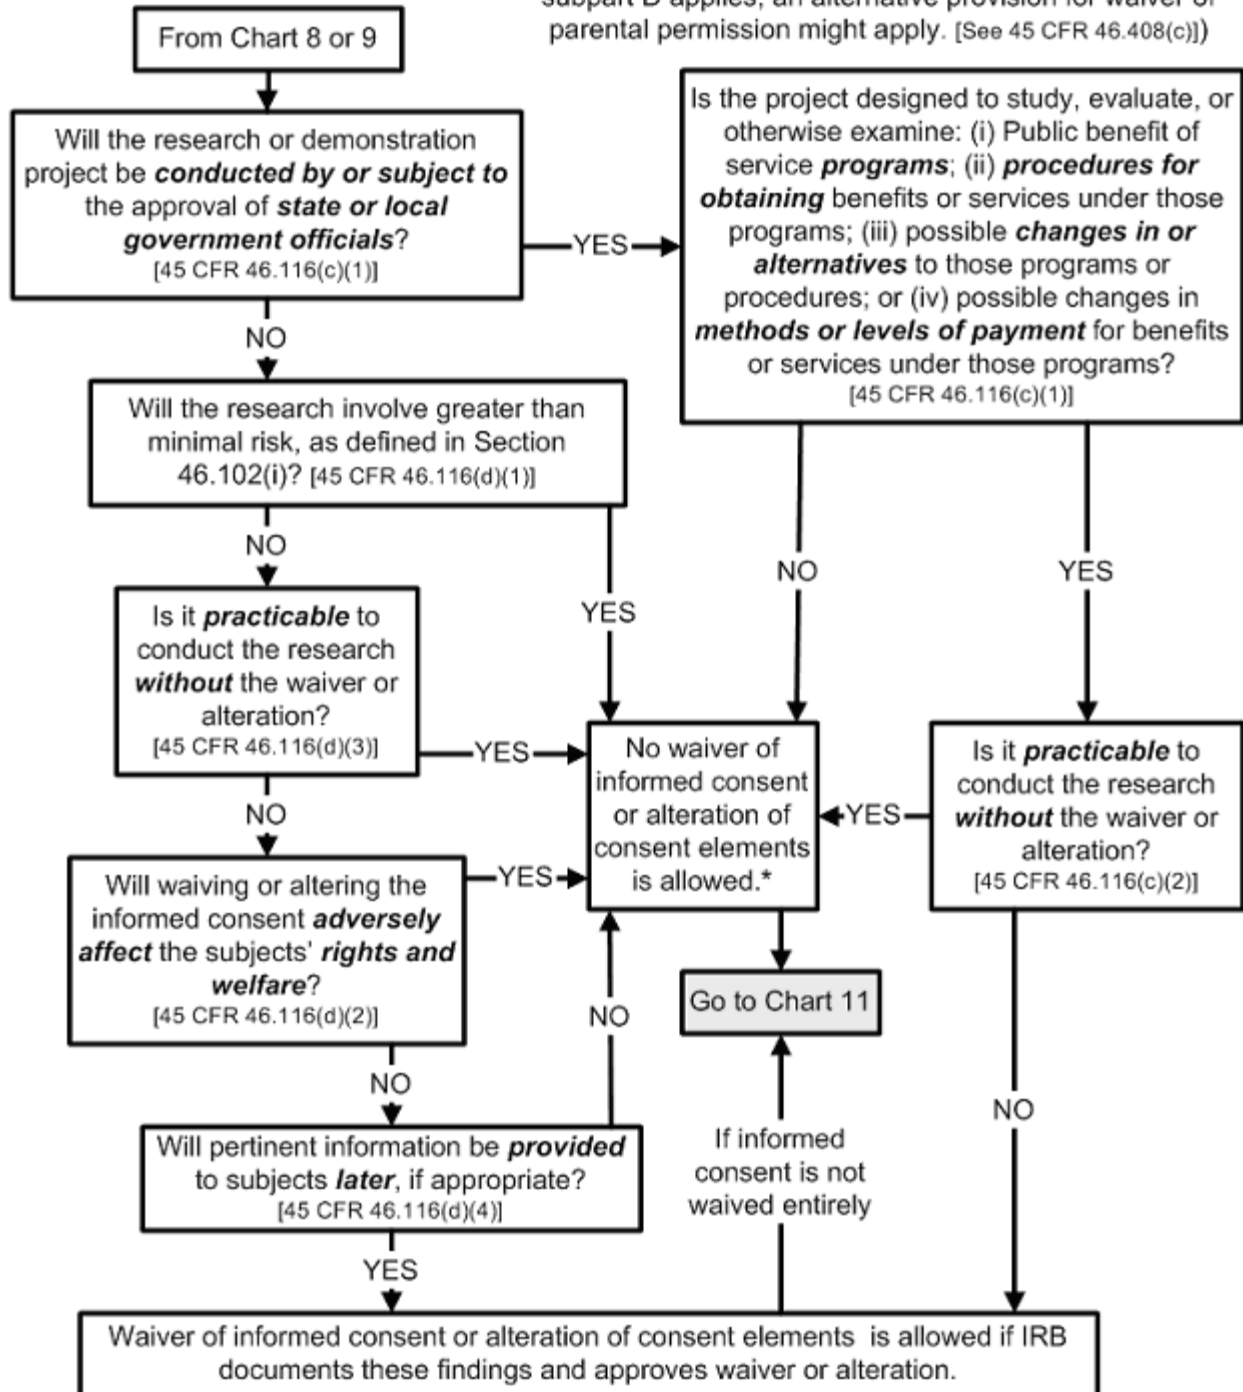 subpart D applies, an alternative provision for waiver of
parental permission might apply. [See 45 CFR 46.408(c)])
From Chart 8 or 9
Will the research or demonstration
project be conducted by or subject to
the approval of state or local
government officials?
[45 CFR 46.116(c)(1)]
YES
Is the project designed to study, evaluate, or
otherwise examine: (i) Public benefit of
service programs; (ii) procedures for
obtaining benefits or services under those
programs; (iii) possible changes in or
alternatives to those programs or
procedures; or (iv) possible changes in
methods or levels of payment for benefits
or services under those programs?
[45 CFR 46.116(c)(1)]
NO
Will the research involve greater than
minimal risk, as defined in Section
46.102(i)? [45 CFR 46.116(d)(1)]
NO
YES
NO
YES
Is it practicable to
conduct the research
without the waiver or
alteration?
[45 CFR 46.116(d)(3)]
YES
No waiver of
informed consent
or alteration of
consent elements
is allowed.*
YES
Is it practicable to
conduct the research
without the waiver or
alteration?
[45 CFR 46.116(c)(2)]
NO
Will waiving or altering the
informed consent adversely
affect the subjects' rights and
welfare?
[45 CFR 46.116(d)(2)]
YES
Go to Chart 11
NO
NO
NO
Will pertinent information be provided
to subjects later, if appropriate?
[45 CFR 46.116(d)(4)]
If informed
consent is not
waived entirely
YES
Waiver of informed consent or alteration of consent elements is allowed if IRB
documents these findings and approves waiver or alteration.